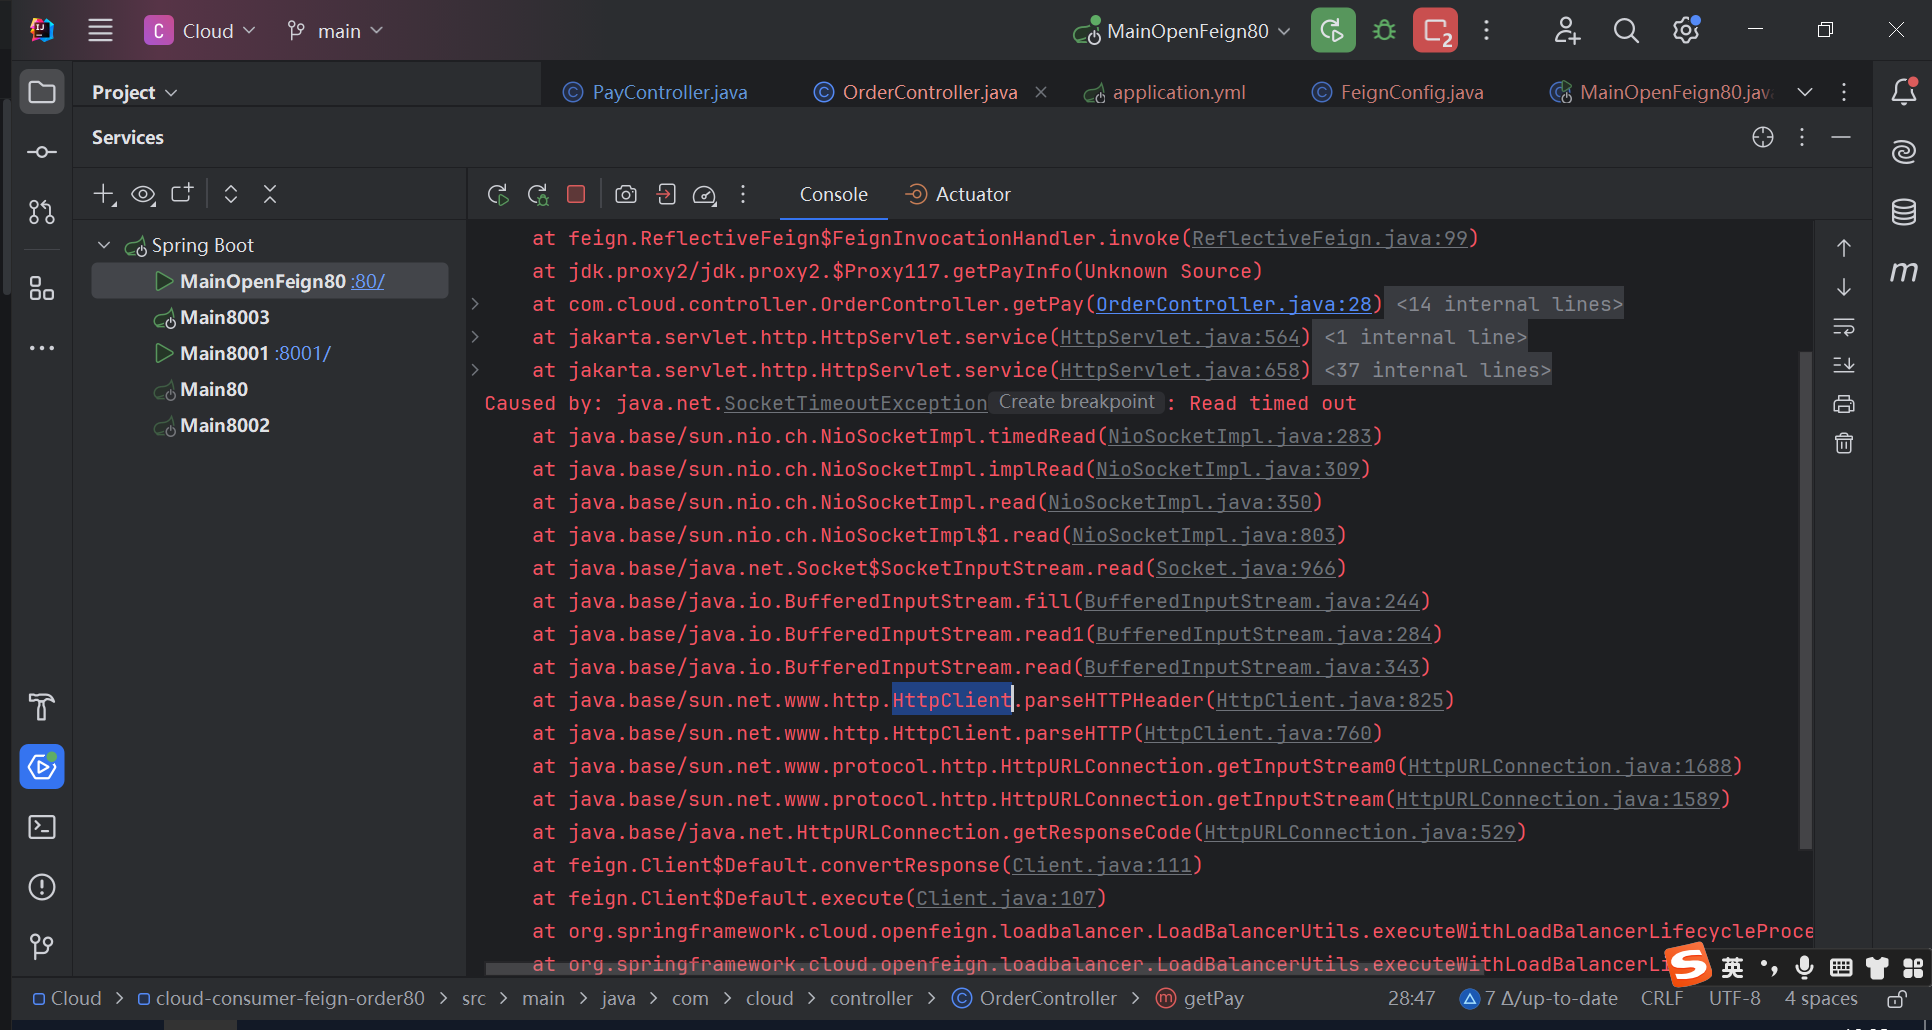 C Cloud main MainOpenFeign80 2
Project PayController.java OrderController.java application.yml FeignConfig.java MainOpenFeign80.jav
Services
Console Actuator
Spring Boot
MainOpenFeign80 :80/
Main8003
Main8001 :8001/
Main80
Main8002
at feign.ReflectiveFeign$FeignInvocationHandler.invoke(ReflectiveFeign.java:99)
at jdk.proxy2/jdk.proxy2.$Proxy117.getPayInfo(Unknown Source)
at com.cloud.controller.OrderController.getPay(OrderController.java:28) <14 internal lines>
at jakarta.servlet.http.HttpServlet.service(HttpServlet.java:564) <1 internal line>
at jakarta.servlet.http.HttpServlet.service(HttpServlet.java:658) <37 internal lines>
Caused by: java.net.SocketTimeoutException Create breakpoint : Read timed out
at java.base/sun.nio.ch.NioSocketImpl.timedRead(NioSocketImpl.java:283)
at java.base/sun.nio.ch.NioSocketImpl.implRead(NioSocketImpl.java:309)
at java.base/sun.nio.ch.NioSocketImpl.read(NioSocketImpl.java:350)
at java.base/sun.nio.ch.NioSocketImpl$1.read(NioSocketImpl.java:803)
at java.base/java.net.Socket$SocketInputStream.read(Socket.java:966)
at java.base/java.io.BufferedInputStream.fill(BufferedInputStream.java:244)
at java.base/java.io.BufferedInputStream.read1(BufferedInputStream.java:284)
at java.base/java.io.BufferedInputStream.read(BufferedInputStream.java:343)
at java.base/sun.net.www.http.HttpClient.parseHTTPHeader(HttpClient.java:825)
at java.base/sun.net.www.http.HttpClient.parseHTTP(HttpClient.java:760)
at java.base/sun.net.www.protocol.http.HttpURLConnection.getInputStream0(HttpURLConnection.java:1688)
at java.base/sun.net.www.protocol.http.HttpURLConnection.getInputStream(HttpURLConnection.java:1589)
at java.base/java.net.HttpURLConnection.getResponseCode(HttpURLConnection.java:529)
at feign.Client$Default.convertResponse(Client.java:111)
at feign.Client$Default.execute(Client.java:107)
at org.springframework.cloud.openfeign.loadbalancer.LoadBalancerUtils.executeWithLoadBalancerLifecycleProce
at org.springframework.cloud.openfeign.loadbalancer.LoadBalancerUtils.executeWithLoadBalancerLi
英
Cloud > cloud-consumer-feign-order80 > src > main > java > com > cloud > controller > OrderController > getPay 28:47 7 Δ/up-to-date CRLF UTF-8 4 spaces